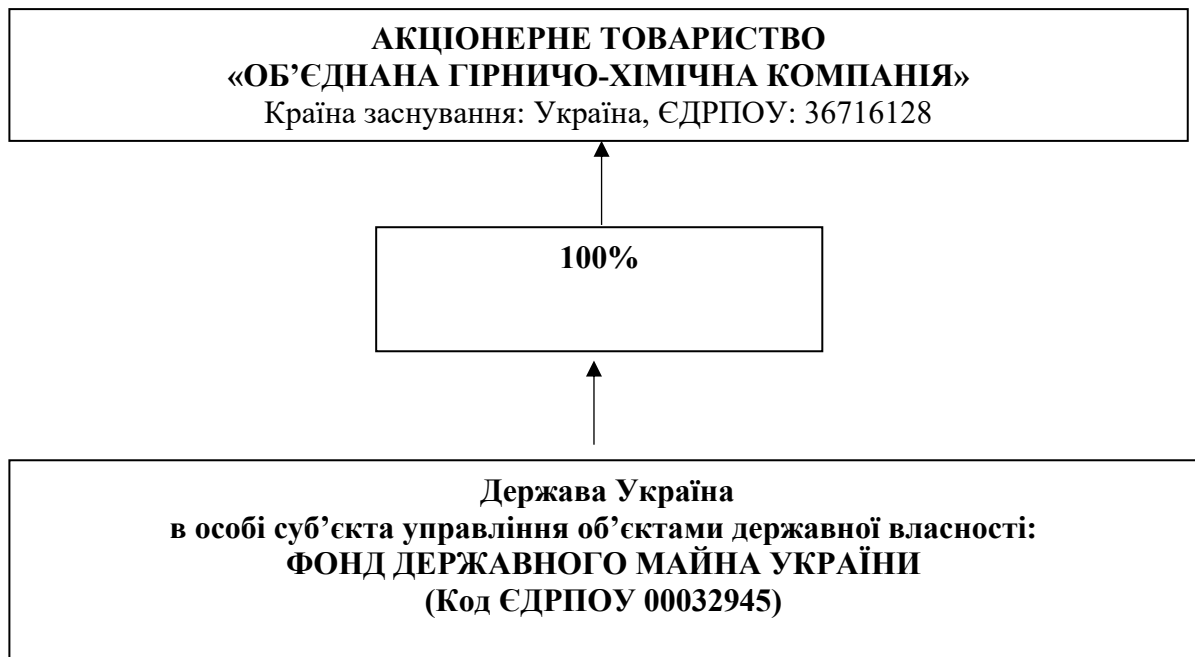 АКЦІОНЕРНЕ ТОВАРИСТВО
«ОБ’ЄДНАНА ГІРНИЧО-ХІМІЧНА КОМПАНІЯ»
Країна заснування: Україна, ЄДРПОУ: 36716128
100%
Держава Україна
в особі суб’єкта управління об’єктами державної власності:
ФОНД ДЕРЖАВНОГО МАЙНА УКРАЇНИ
(Код ЄДРПОУ 00032945)